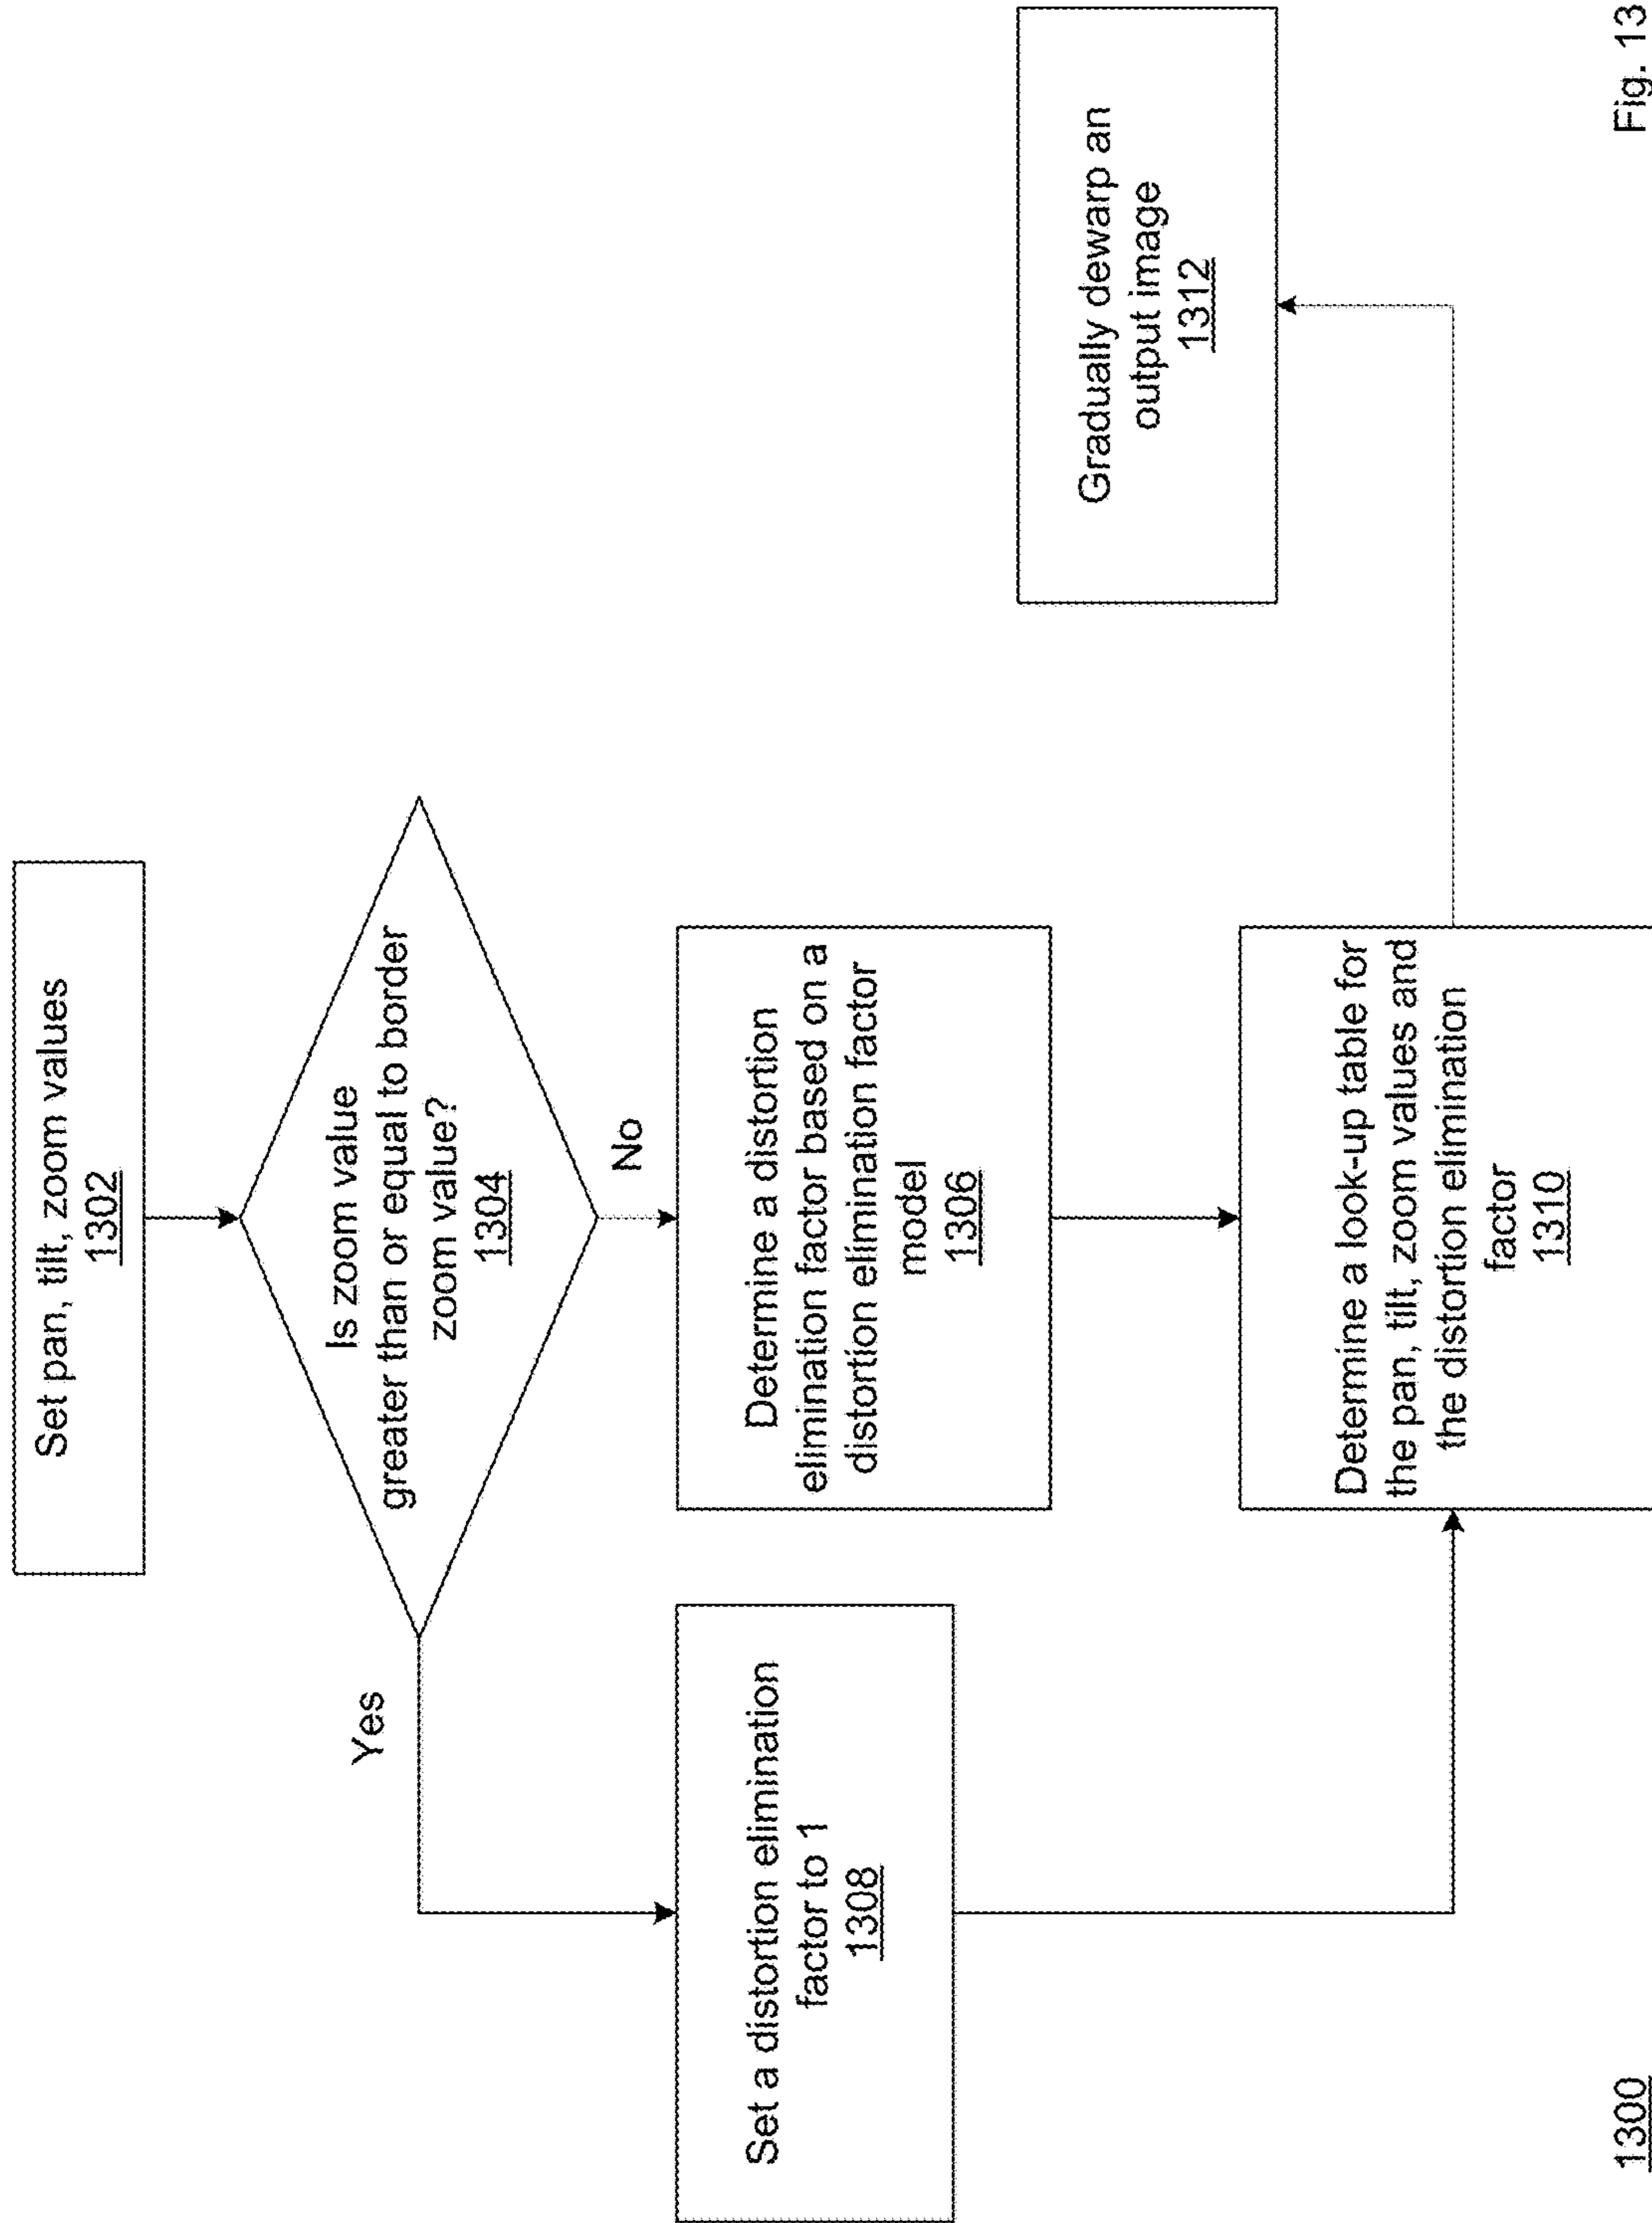 Set pan, tilt, zoom values
1302
Is zoom value
greater than or equal to border
zoom value?
1304
Yes
No
Set a distortion elimination
factor to 1
1308
Determine a distortion
elimination factor based on a
distortion elimination factor
model
1306
Determine a look-up table for
the pan, tilt, zoom values and
the distortion elimination
factor
1310
Gradually dewarp an
output image
1312
1300
Fig. 13